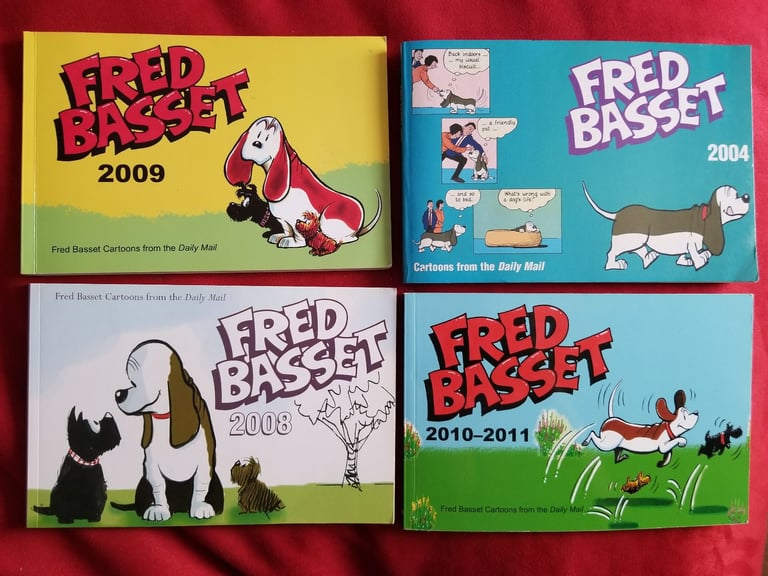 FRED
BASSET
2009
Fred Basset Cartoons from the Daily Mail
Back indoors ...
... my usual
biscuit...
... a friendly
pat ...
... and so
to bed.
What's wrong with
a dog's life?
FRED
BASSET
2004
Cartoons from the Daily Mail
Fred Basset Cartoons from the Daily Mail
FRED
BASSET
2008
FRED
BASSET
2010–2011
Fred Basset Cartoons from the Daily Mail